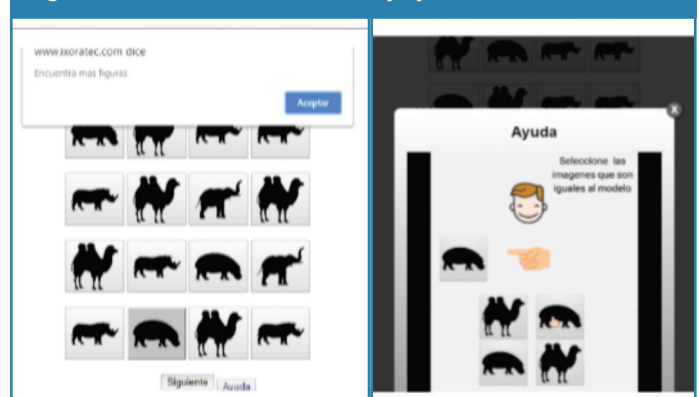 www.ixoratec.com dice
Encuentra mas figuras
Aceptar
Siguiente Ayuda
x
Ayuda
Seleccione las
imagenes que son
iguales al modelo